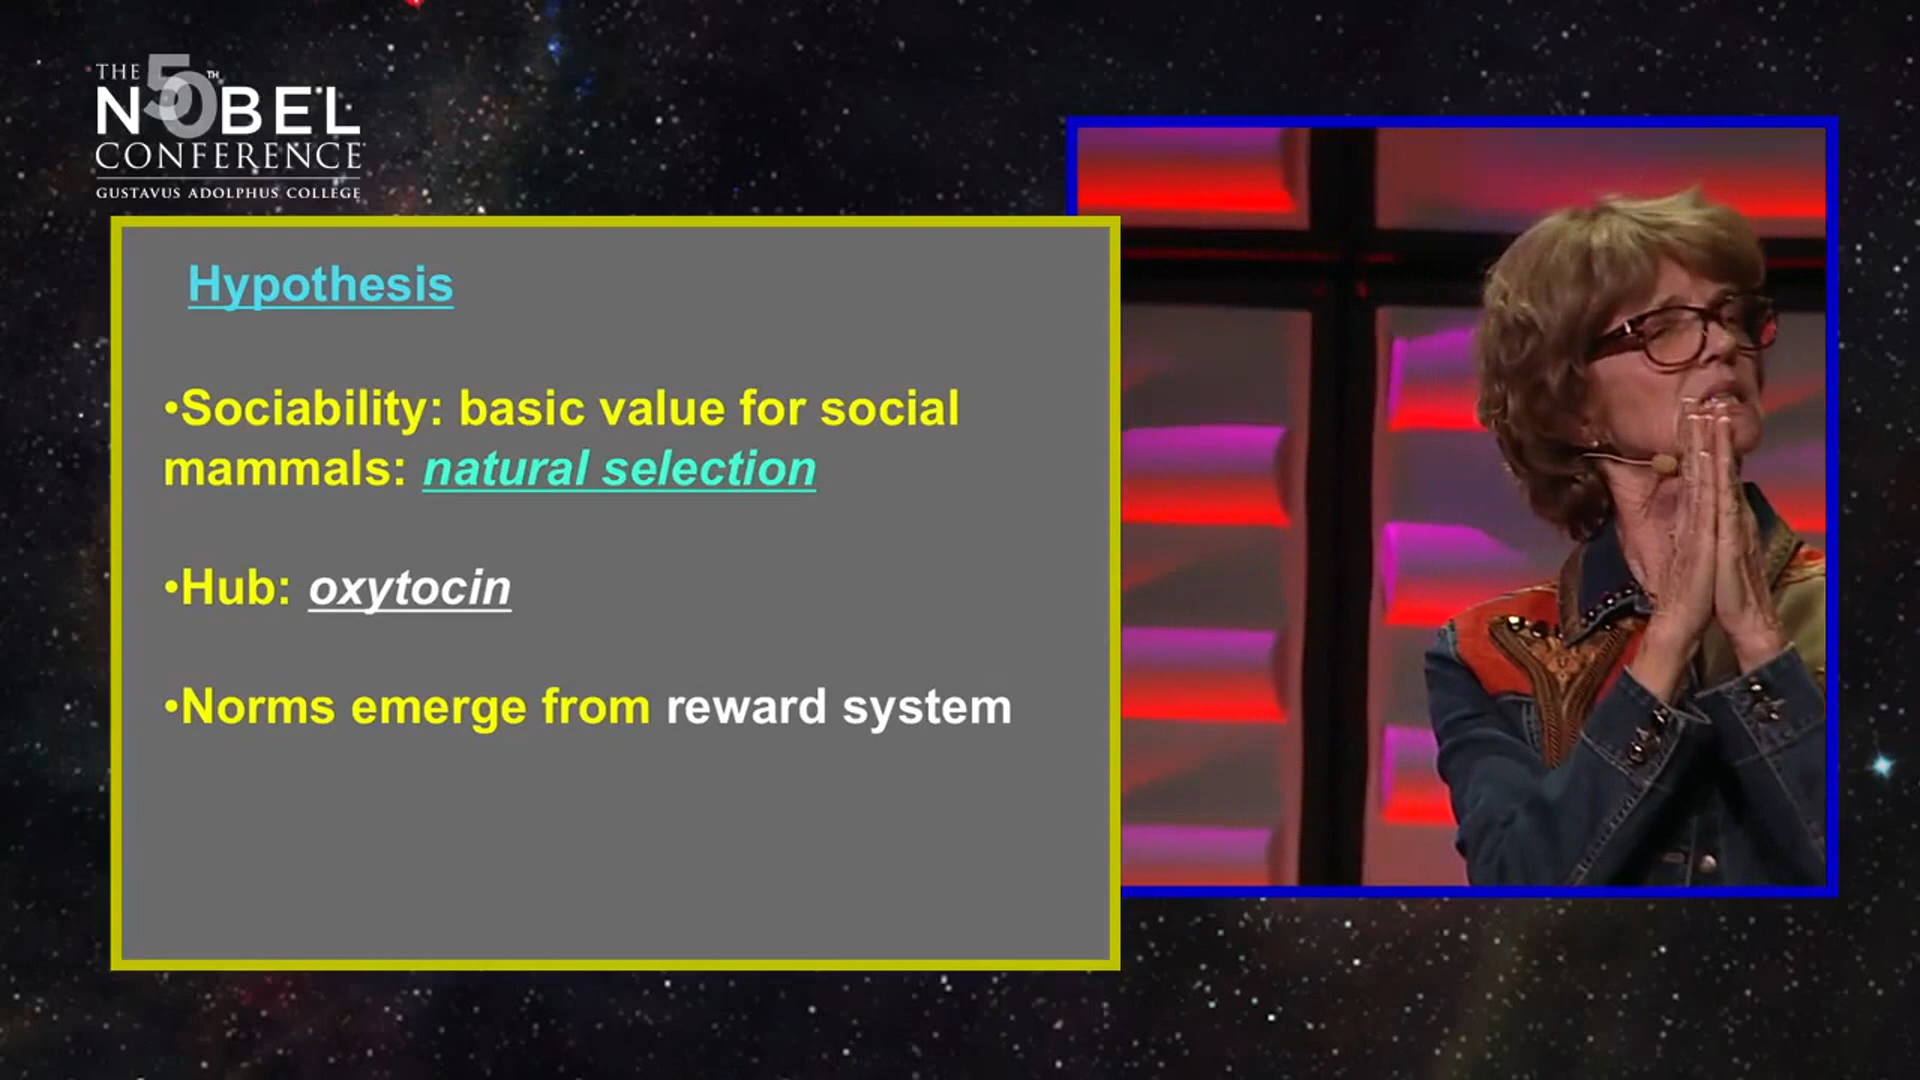 THE 50TH
NOBEL
CONFERENCE
GUSTAVUS ADOLPHUS COLLEGE
Hypothesis
•Sociability: basic value for social
mammals: natural selection
•Hub: oxytocin
•Norms emerge from reward system